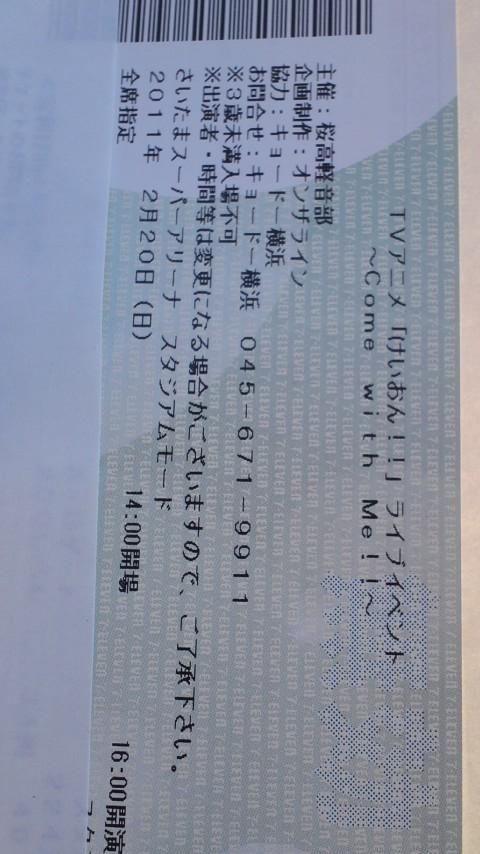 TVアニメ「けいおん!!」ライブイベント
～Come with Me!!～
主催：桜高軽音部
企画制作：オンザライン
協力：キョードー横浜
お問合せ：キョードー横浜 045-671-9911
※3歳未満入場不可
※出演者・時間等は変更になる場合がございますので、ご了承下さい。
さいたまスーパーアリーナ スタジアムモード
2011年 2月20日(日) 14:00開場 16:00開演
全席指定